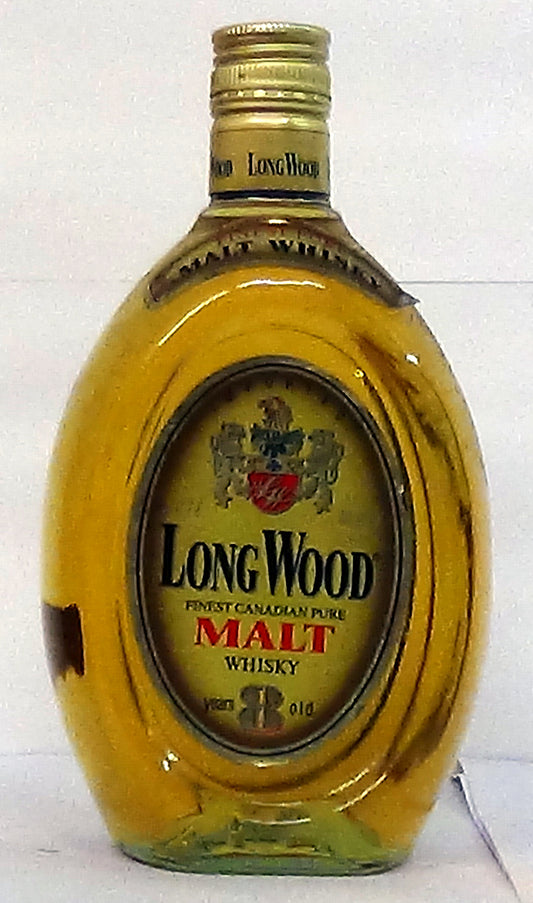 LONG WOOD
MALT WHISKY
LONG WOOD
FINEST CANADIAN PURE
MALT
WHISKY
years 8 old